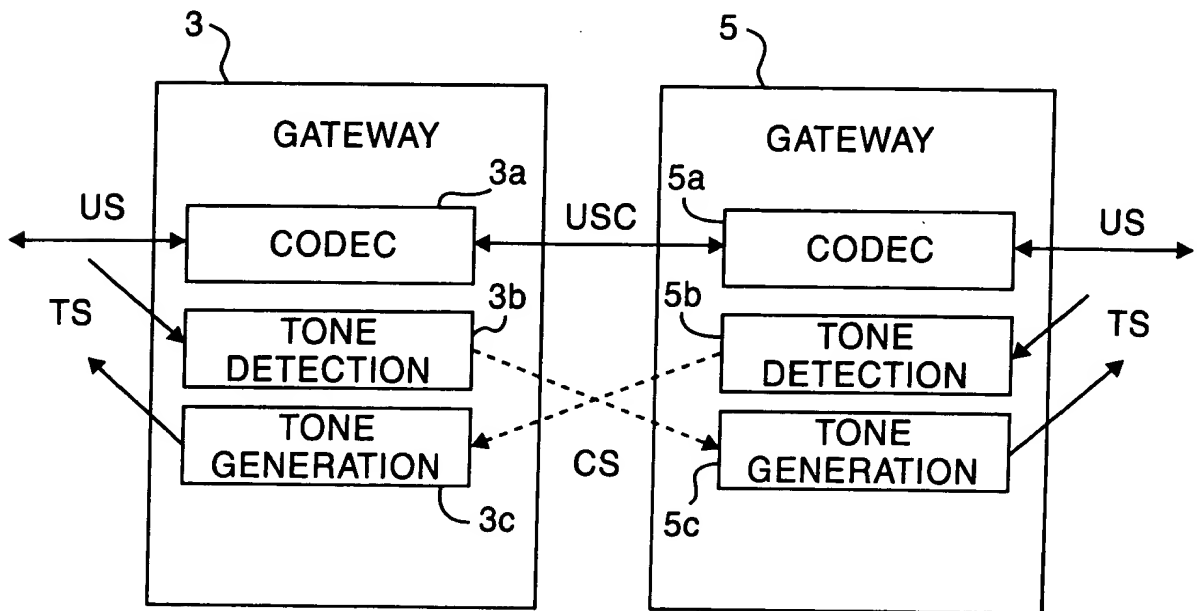 3
5
GATEWAY
GATEWAY
3a
5a
US
CODEC
USC
CODEC
US
TS
3b
5b
TS
TONE
DETECTION
TONE
DETECTION
TONE
GENERATION
CS
TONE
GENERATION
3c
5c